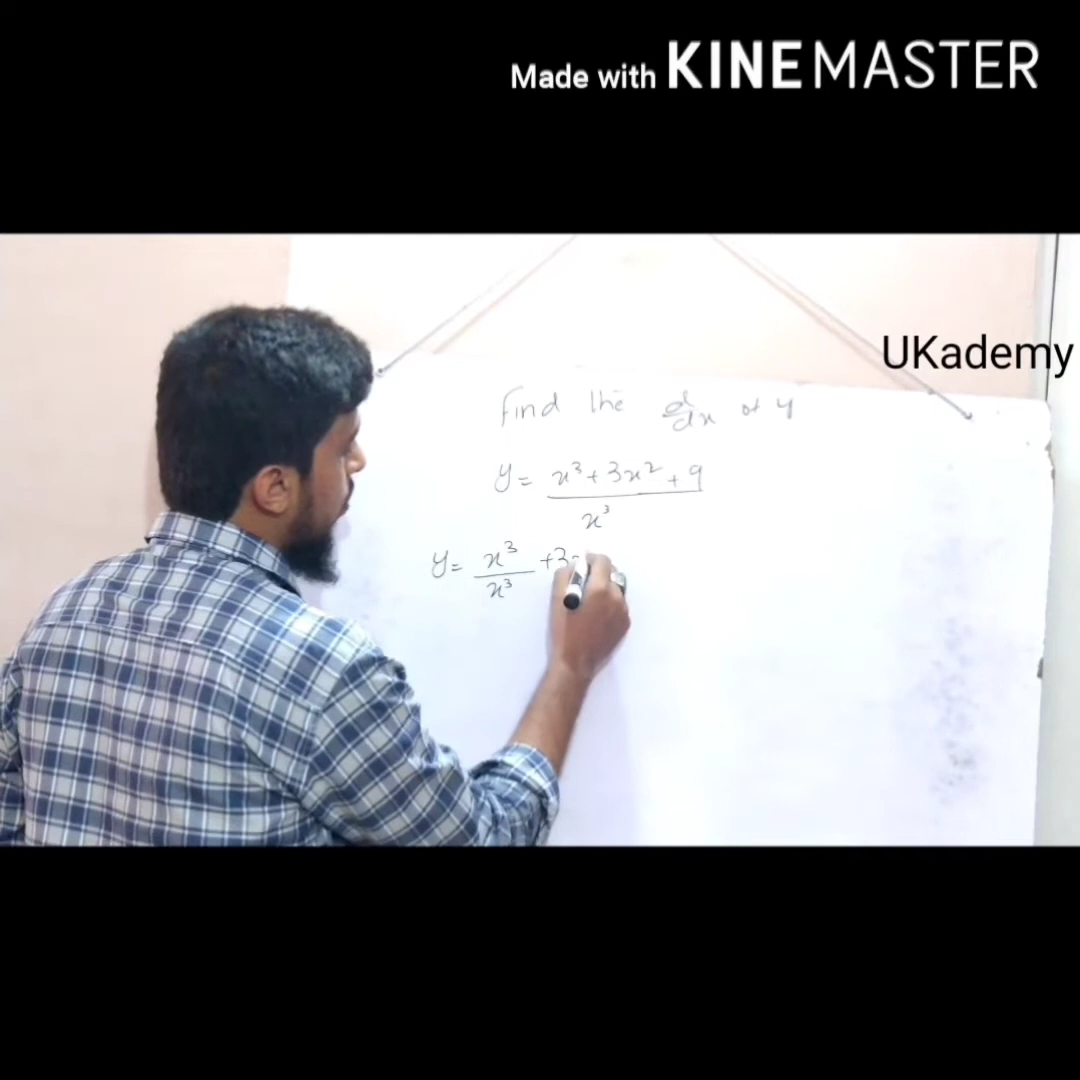 Made with KINEMASTER
UKademy
Find the d/dx of y
y = x³ + 3x² + 9 / x³
y = x³ / x³ + 3